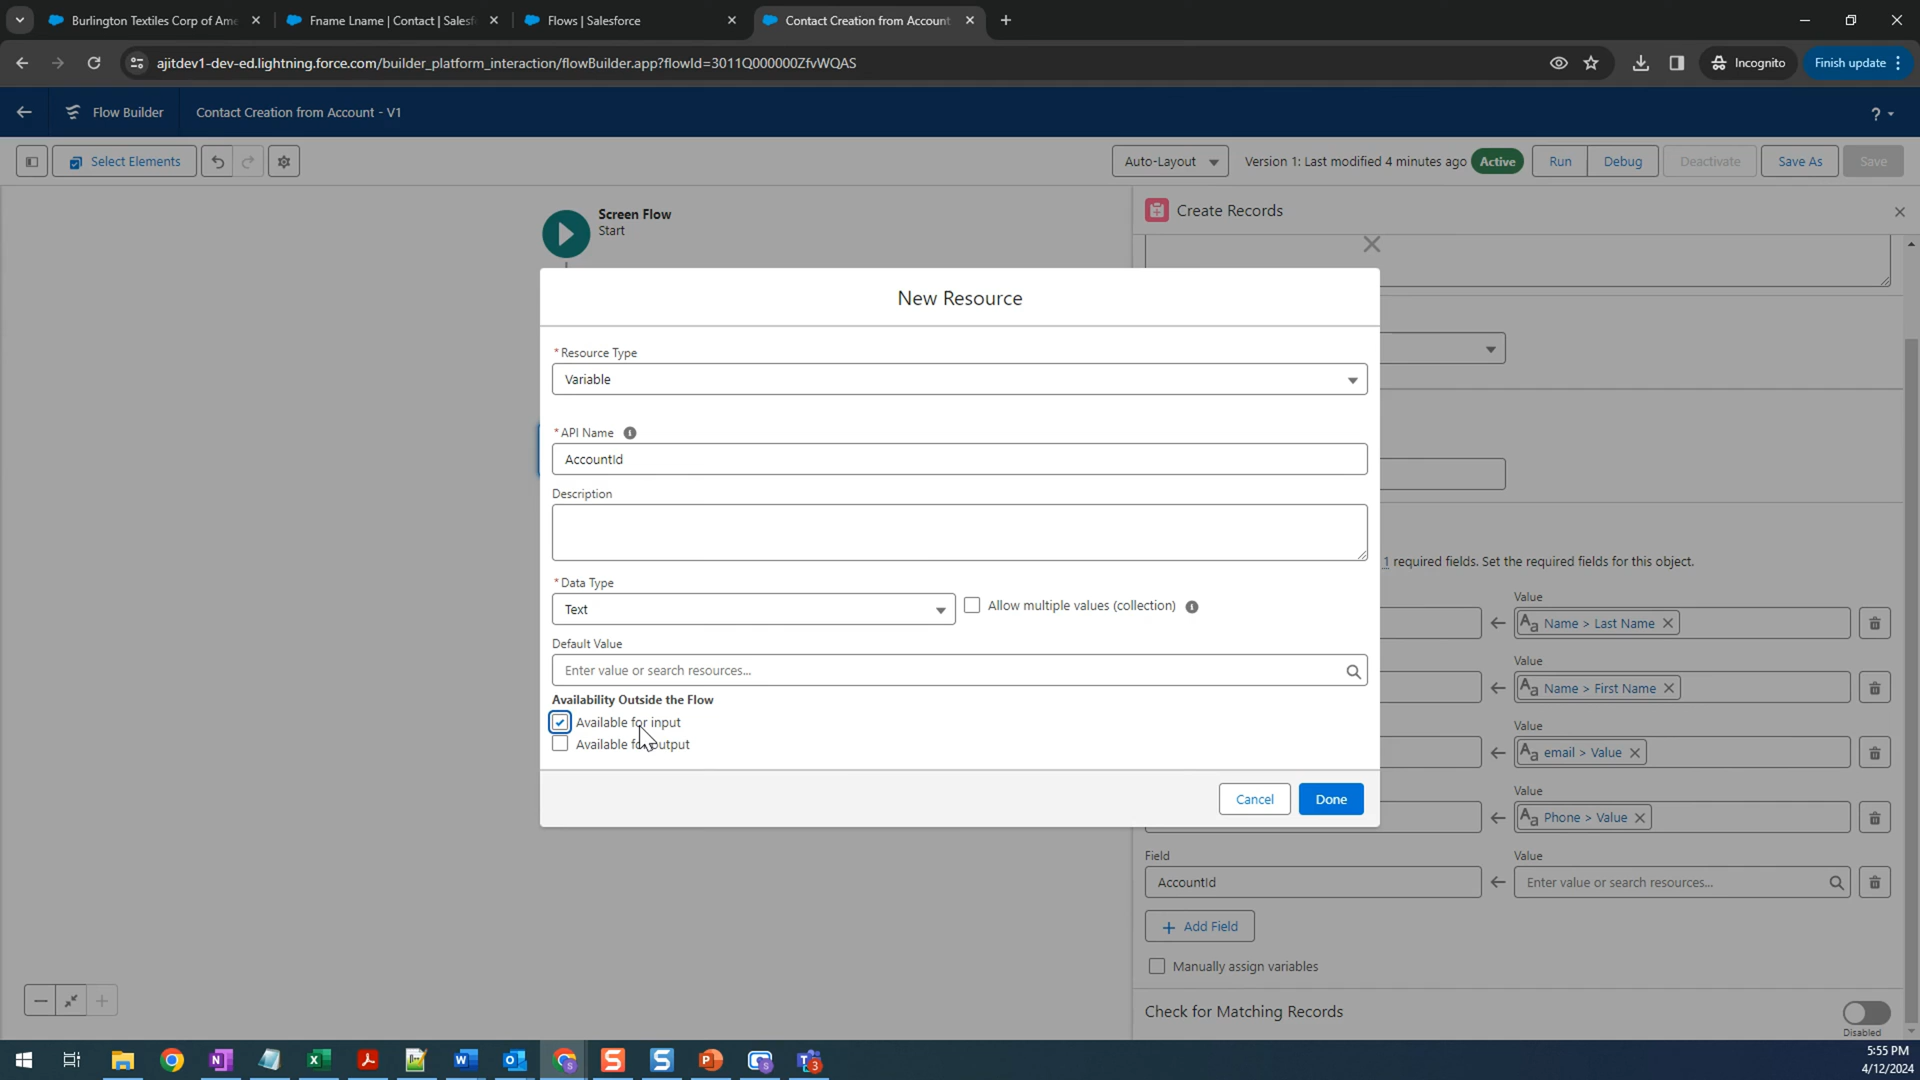 Burlington Textiles Corp of Ame
Fname Lname | Contact | Salesf
Flows | Salesforce
Contact Creation from Account
ajitdev1-dev-ed.lightning.force.com/builder_platform_interaction/flowBuilder.app?flowId=3011Q000000ZfvWQAS
Incognito
Finish update
Flow Builder
Contact Creation from Account - V1
?
Select Elements
Auto-Layout
Version 1: Last modified 4 minutes ago
Active
Run
Debug
Deactivate
Save As
Save
Screen Flow
Start
Create Records
New Resource
* Resource Type
Variable
* API Name
AccountId
Description
* Data Type
Text
Allow multiple values (collection)
Default Value
Enter value or search resources...
Availability Outside the Flow
Available for input
Available for output
Cancel
Done
1 required fields. Set the required fields for this object.
Value
Aa Name > Last Name
Value
Aa Name > First Name
Value
Aa email > Value
Value
Aa Phone > Value
Field
Value
AccountId
Enter value or search resources...
+ Add Field
Manually assign variables
Check for Matching Records
Disabled
5:55 PM
4/12/2024